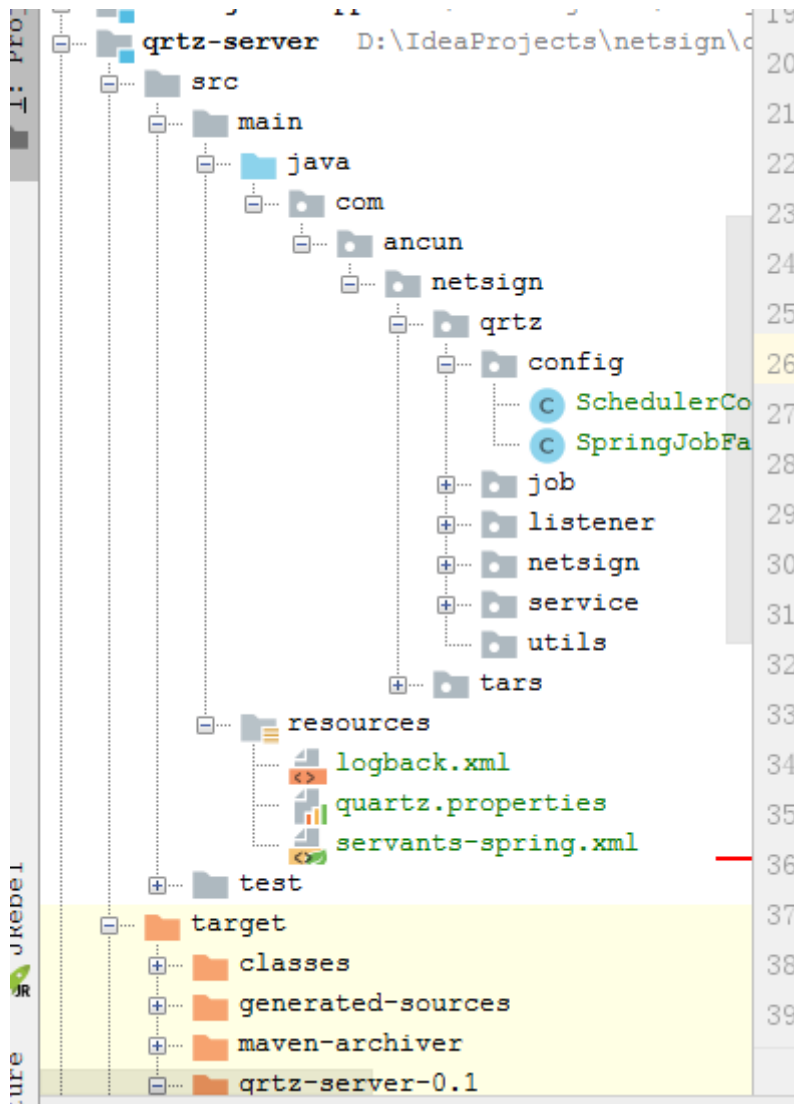 qrtz-server D:\IdeaProjects\netsign\
src
main
java
com
ancun
netsign
qrtz
config
SchedulerCo
SpringJobFa
job
listener
netsign
service
utils
tars
resources
logback.xml
quartz.properties
servants-spring.xml
test
target
classes
generated-sources
maven-archiver
qrtz-server-0.1
19
20
21
22
23
24
25
26
27
28
29
30
31
32
33
34
35
36
37
38
39
JRebel
JR